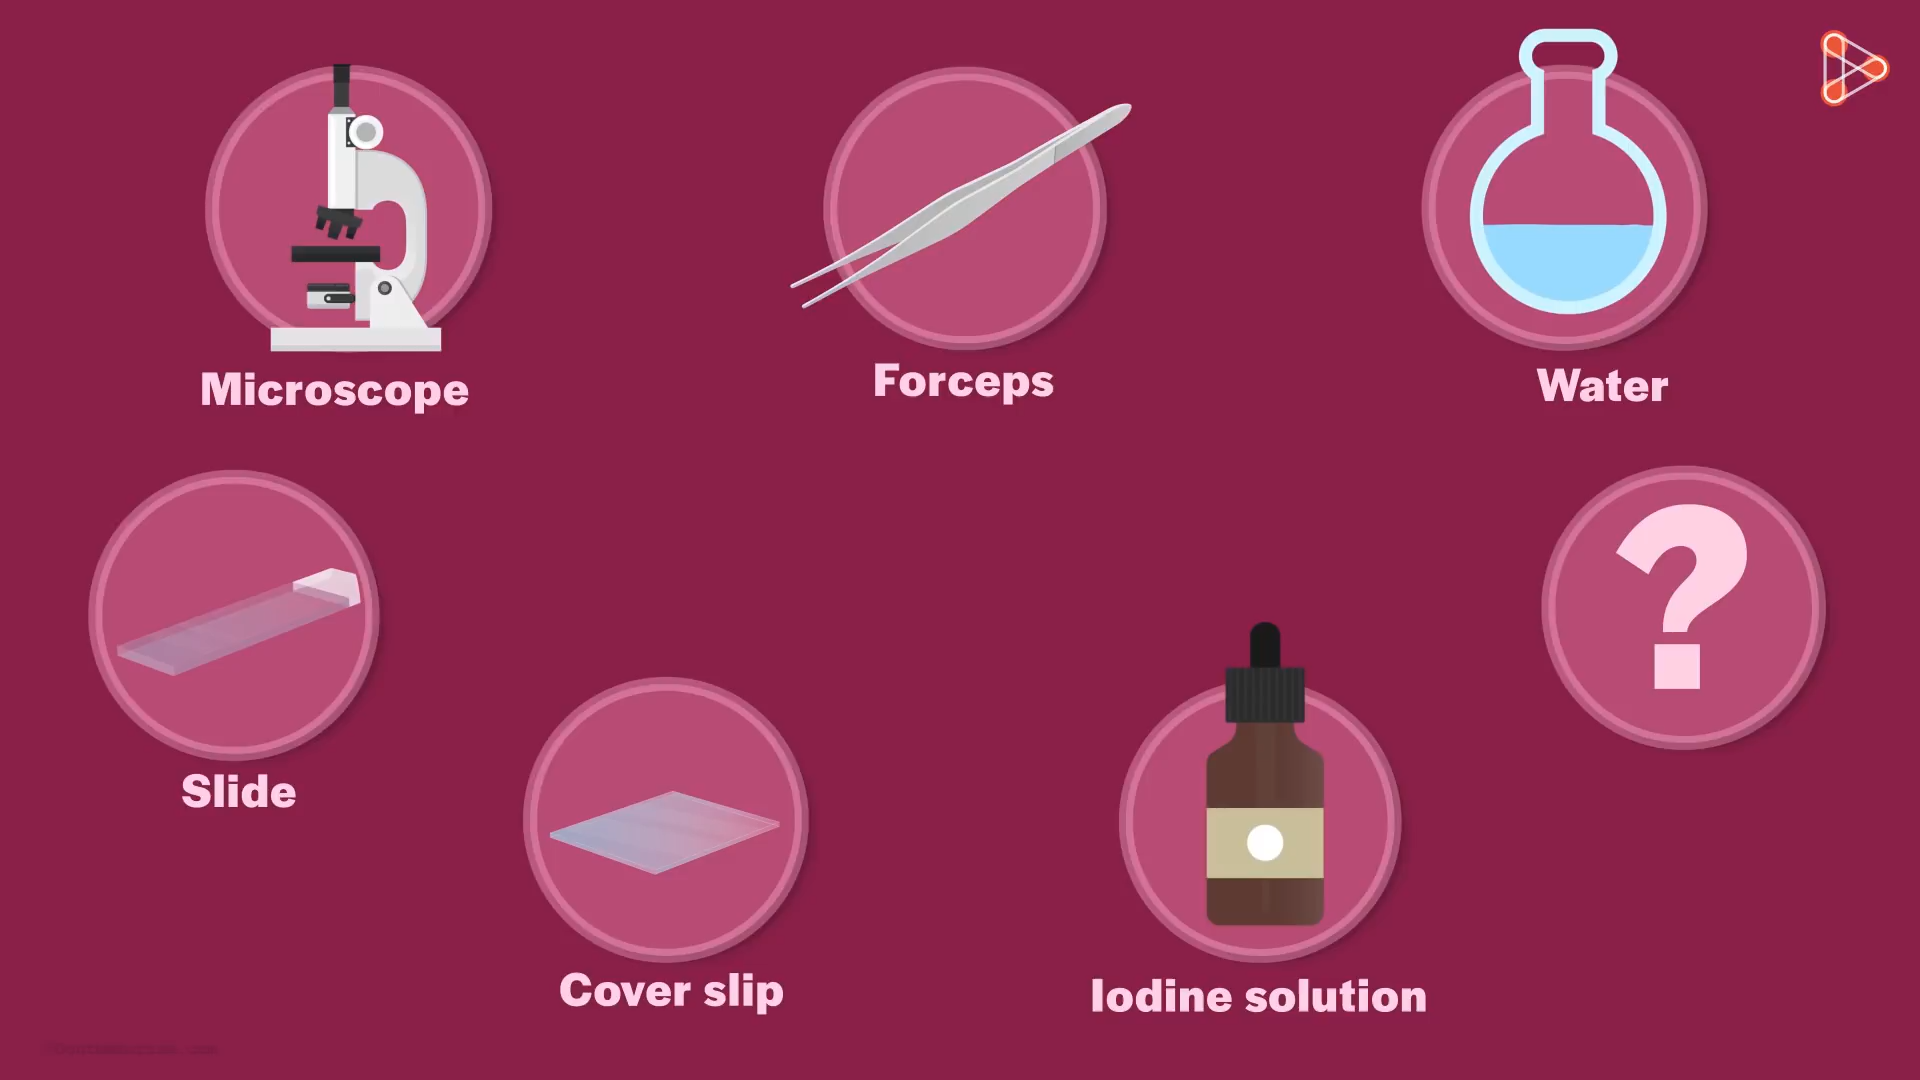 Microscope
Forceps
Water
?
Slide
Cover slip
Iodine solution